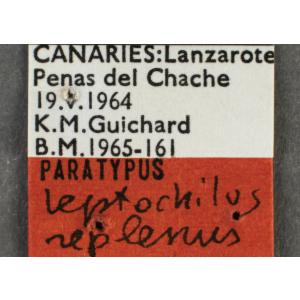 CANARIES:Lanzarote
Penas del Chache
19.V.1964
K.M.Guichard
B.M.1965-161
PARATYPUS
leptochilus
replenus